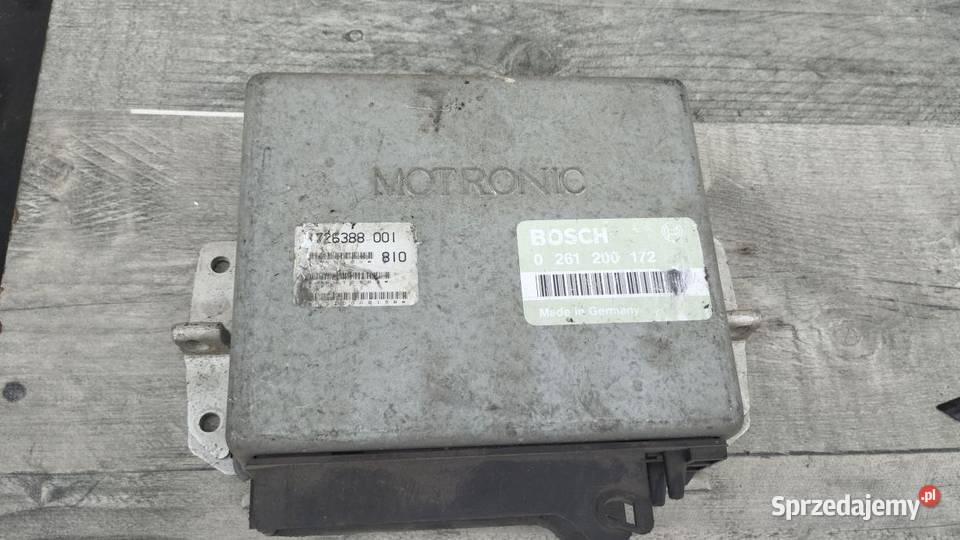 MOTRONIC
1726388 001
810
BOSCH
0 261 200 172
Made in Germany
Sprzedajemy.pl